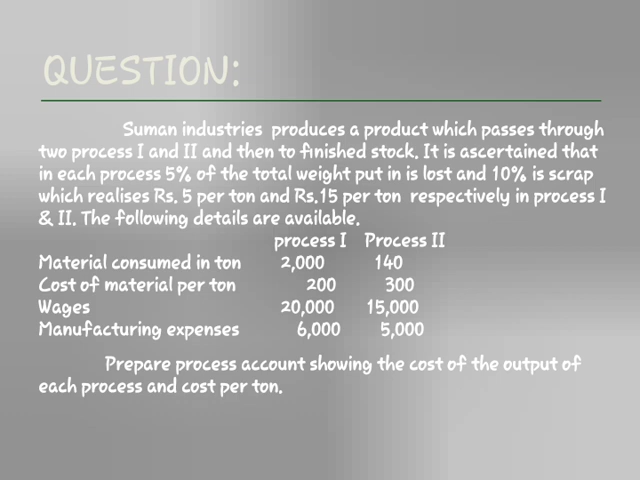 QUESTION:
Suman industries produces a product which passes through
two process I and II and then to finished stock. It is ascertained that
in each process 5% of the total weight put in is lost and 10% is scrap
which realises Rs. 5 per ton and Rs.15 per ton respectively in process I
& II. The following details are available.
process I Process II
Material consumed in ton 2,000 140
Cost of material per ton 200 300
Wages 20,000 15,000
Manufacturing expenses 6,000 5,000
Prepare process account showing the cost of the output of
each process and cost per ton.